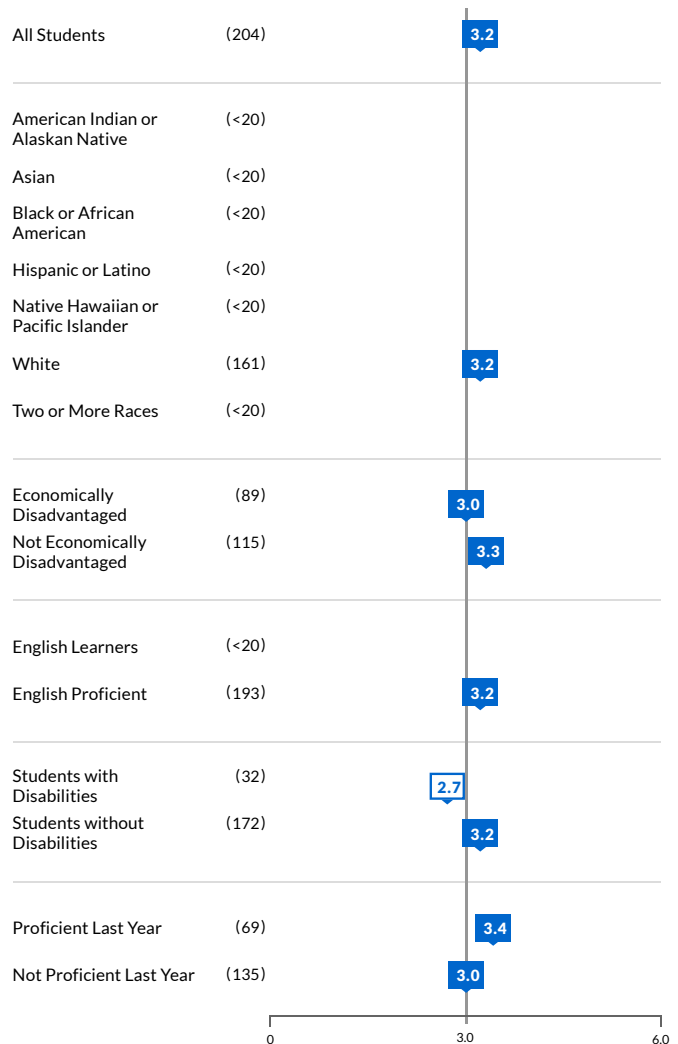 All Students (204) 3.2
American Indian or (<20)
Alaskan Native
Asian (<20)
Black or African (<20)
American
Hispanic or Latino (<20)
Native Hawaiian or (<20)
Pacific Islander
White (161) 3.2
Two or More Races (<20)
Economically (89) 3.0
Disadvantaged
Not Economically (115) 3.3
Disadvantaged
English Learners (<20)
English Proficient (193) 3.2
Students with (32) 2.7
Disabilities
Students without (172) 3.2
Disabilities
Proficient Last Year (69) 3.4
Not Proficient Last Year (135) 3.0
0 3.0 6.0